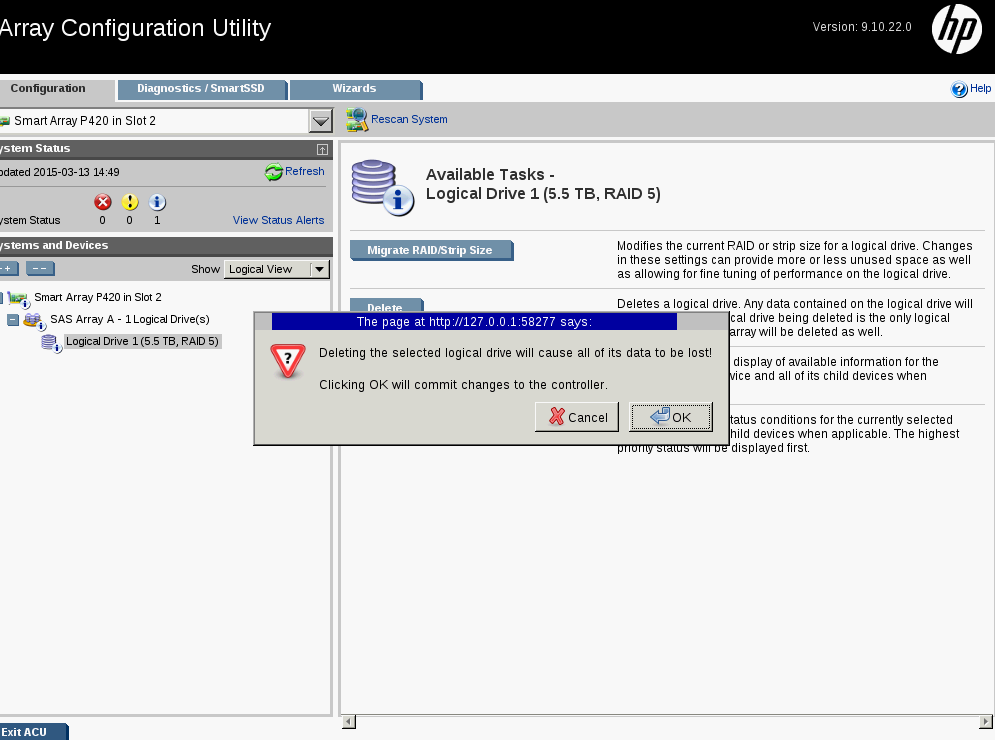 Array Configuration Utility
Version: 9.10.22.0
hp
Configuration
Diagnostics / SmartSSD
Wizards
Help
Smart Array P420 in Slot 2
Rescan System
ystem Status
pdated 2015-03-13 14:49
Refresh
ystem Status
0
0
1
View Status Alerts
ystems and Devices
Show
Logical View
Smart Array P420 in Slot 2
SAS Array A - 1 Logical Drive(s)
Logical Drive 1 (5.5 TB, RAID 5)
Available Tasks -
Logical Drive 1 (5.5 TB, RAID 5)
Migrate RAID/Strip Size
Modifies the current RAID or strip size for a logical drive. Changes
in these settings can provide more or less unused space as well
as allowing for fine tuning of performance on the logical drive.
Delete
Deletes a logical drive. Any data contained on the logical drive will
cal drive being deleted is the only logical
array will be deleted as well.
display of available information for the
vice and all of its child devices when
tatus conditions for the currently selected
hild devices when applicable. The highest
priority status will be displayed first.
The page at http://127.0.0.1:58277 says:
Deleting the selected logical drive will cause all of its data to be lost!
Clicking OK will commit changes to the controller.
Cancel
OK
Exit ACU